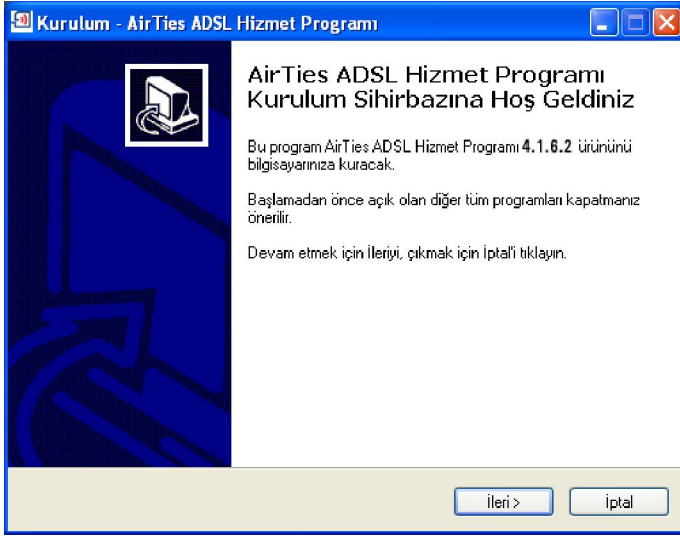 Kurulum - AirTies ADSL Hizmet Programı
AirTies ADSL Hizmet Programı
Kurulum Sihirbazına Hoş Geldiniz
Bu program AirTies ADSL Hizmet Programı 4.1.6.2 ürününü
bilgisayarınıza kuracak.
Başlamadan önce açık olan diğer tüm programları kapatmanız
önerilir.
Devam etmek için İleriyi, çıkmak için İptal'i tıklayın.
İleri >
İptal